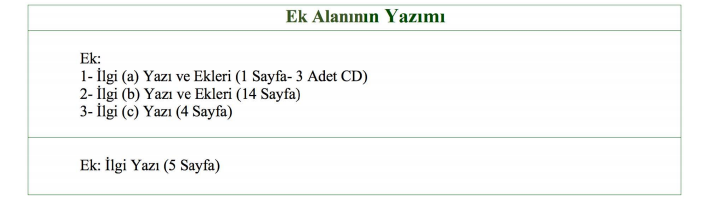 Ek Alanının Yazımı
Ek:
1- İlgi (a) Yazı ve Ekleri (1 Sayfa- 3 Adet CD)
2- İlgi (b) Yazı ve Ekleri (14 Sayfa)
3- İlgi (c) Yazı (4 Sayfa)
Ek: İlgi Yazı (5 Sayfa)